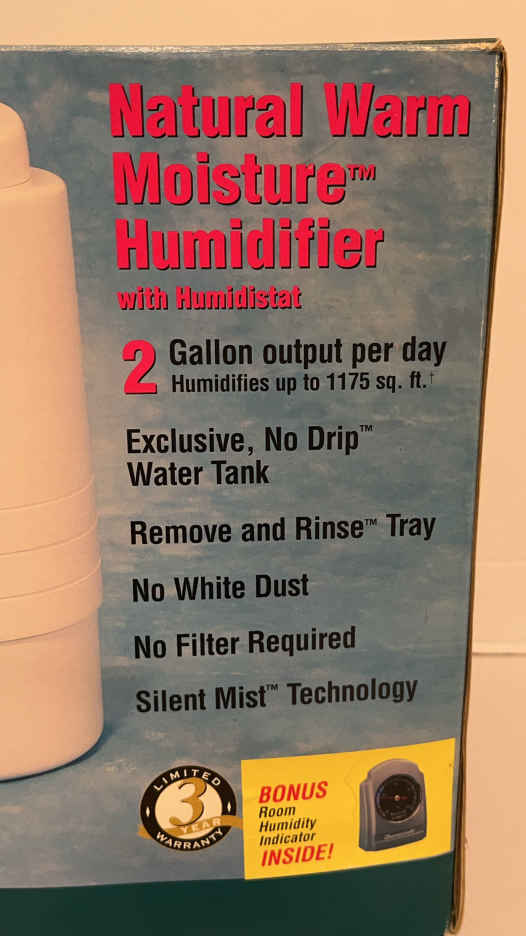 Natural Warm
Moisture™
Humidifier
with Humidistat
2 Gallon output per day
Humidifies up to 1175 sq. ft.†
Exclusive, No Drip™
Water Tank
Remove and Rinse™ Tray
No White Dust
No Filter Required
Silent Mist™ Technology
LIMITED
3
YEAR
WARRANTY
BONUS
Room
Humidity
Indicator
INSIDE!